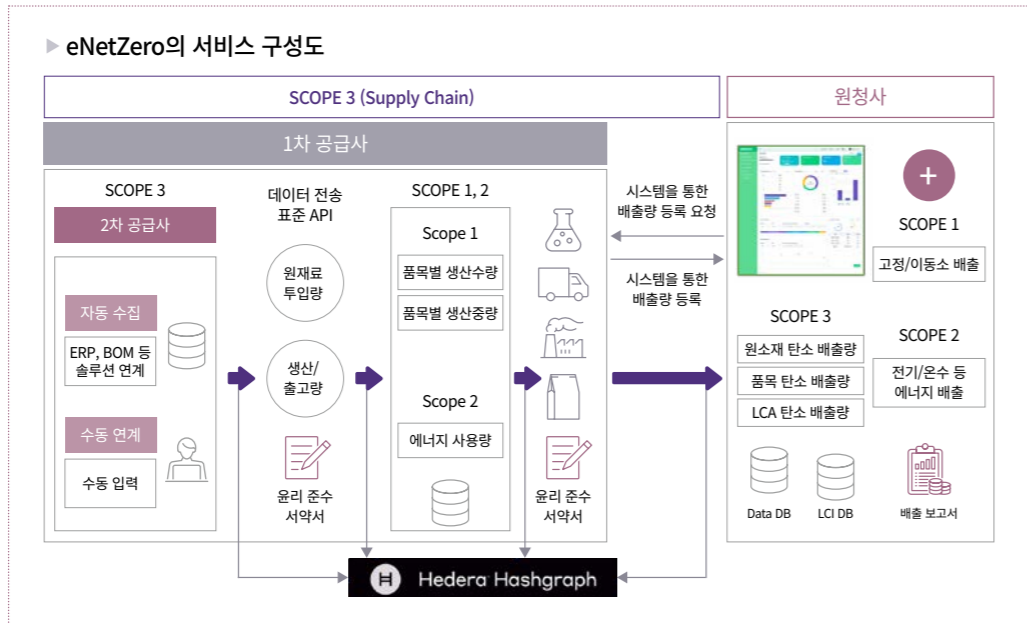 ▶ eNetZero의 서비스 구성도
SCOPE 3 (Supply Chain)
원청사
1차 공급사
SCOPE 3
2차 공급사
자동 수집
ERP, BOM 등
솔루션 연계
수동 연계
수동 입력
데이터 전송
표준 API
원재료
투입량
생산/
출고량
윤리 준수
서약서
SCOPE 1, 2
Scope 1
품목별 생산수량
품목별 생산중량
Scope 2
에너지 사용량
윤리 준수
서약서
시스템을 통한
배출량 등록 요청
시스템을 통한
배출량 등록
+
SCOPE 1
고정/이동소 배출
SCOPE 3
원소재 탄소 배출량
품목 탄소 배출량
LCA 탄소 배출량
SCOPE 2
전기/온수 등
에너지 배출
Data DB
LCI DB
배출 보고서
H Hedera Hashgraph